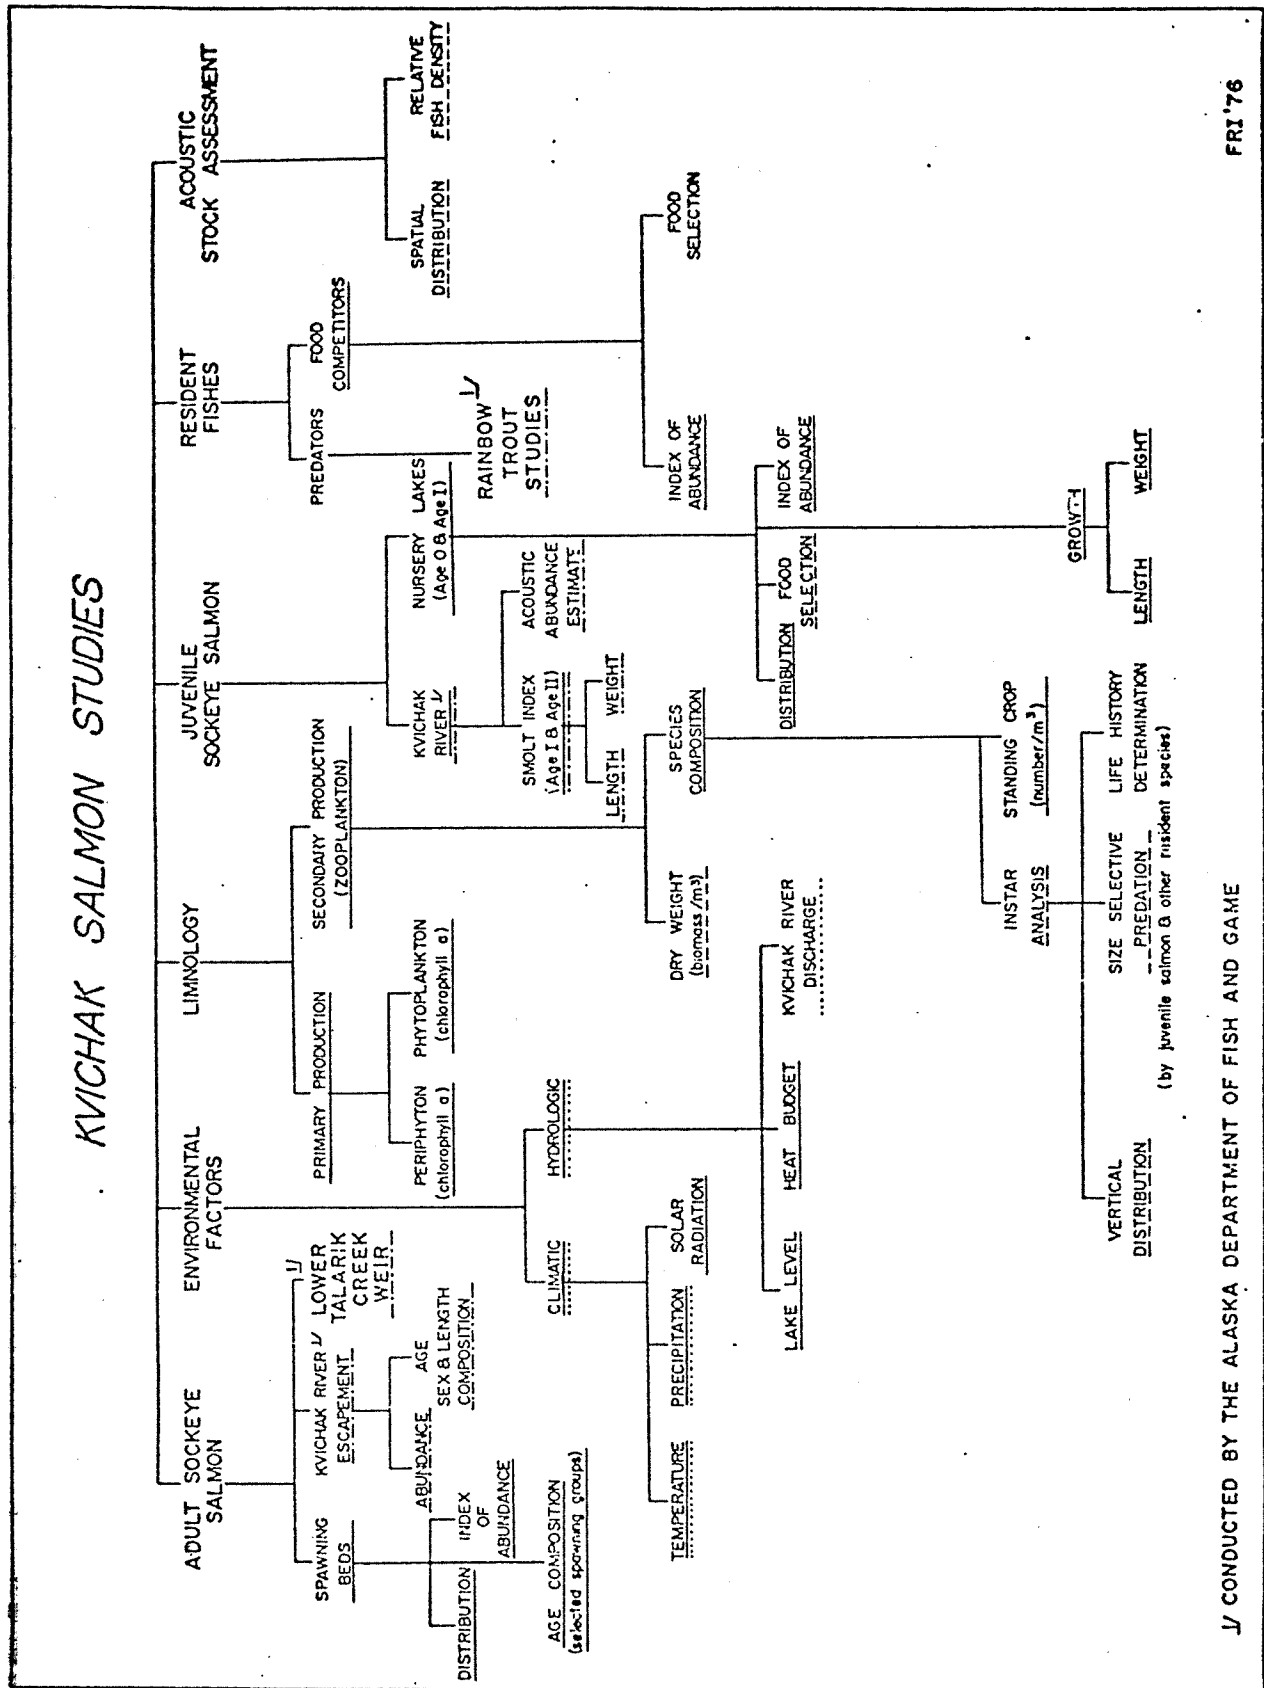 KVICHAK SALMON STUDIES
ADULT SOCKEYE
SALMON
ENVIRONMENTAL
FACTORS
LIMNOLOGY
JUVENILE
SOCKEYE SALMON
RESIDENT
FISHES
ACOUSTIC
STOCK ASSESSMENT
SPAWNING
BEDS
KVICHAK RIVER 1/
ESCAPEMENT
1/
LOWER
TALARIK
CREEK
WEIR
DISTRIBUTION
INDEX
OF
ABUNDANCE
AGE COMPOSITION
(selected spawning groups)
ABUNDANCE
AGE
SEX & LENGTH
COMPOSITION
CLIMATIC
HYDROLOGIC
TEMPERATURE
PRECIPITATION
SOLAR
RADIATION
LAKE LEVEL
HEAT BUDGET
KVICHAK RIVER
DISCHARGE
PRIMARY PRODUCTION
SECONDARY PRODUCTION
(ZOOPLANKTON)
PERIPHYTON
(chlorophyll a)
PHYTOPLANKTON
(chlorophyll a)
DRY WEIGHT
(biomass/m³)
SPECIES
COMPOSITION
INSTAR
ANALYSIS
STANDING CROP
(number/m³)
VERTICAL
DISTRIBUTION
SIZE SELECTIVE
PREDATION
LIFE HISTORY
DETERMINATION
(by juvenile salmon & other resident species)
KVICHAK
RIVER 1/
NURSERY LAKES
(Age 0 & Age I)
SMOLT INDEX
(Age I & Age II)
ACOUSTIC
ABUNDANCE
ESTIMATE
LENGTH
WEIGHT
DISTRIBUTION
FOOD
SELECTION
INDEX OF
ABUNDANCE
GROWTH
LENGTH
WEIGHT
PREDATORS
FOOD
COMPETITORS
RAINBOW 1/
TROUT
STUDIES
INDEX OF
ABUNDANCE
FOOD
SELECTION
SPATIAL
DISTRIBUTION
RELATIVE
FISH DENSITY
1/ CONDUCTED BY THE ALASKA DEPARTMENT OF FISH AND GAME
FRI '76